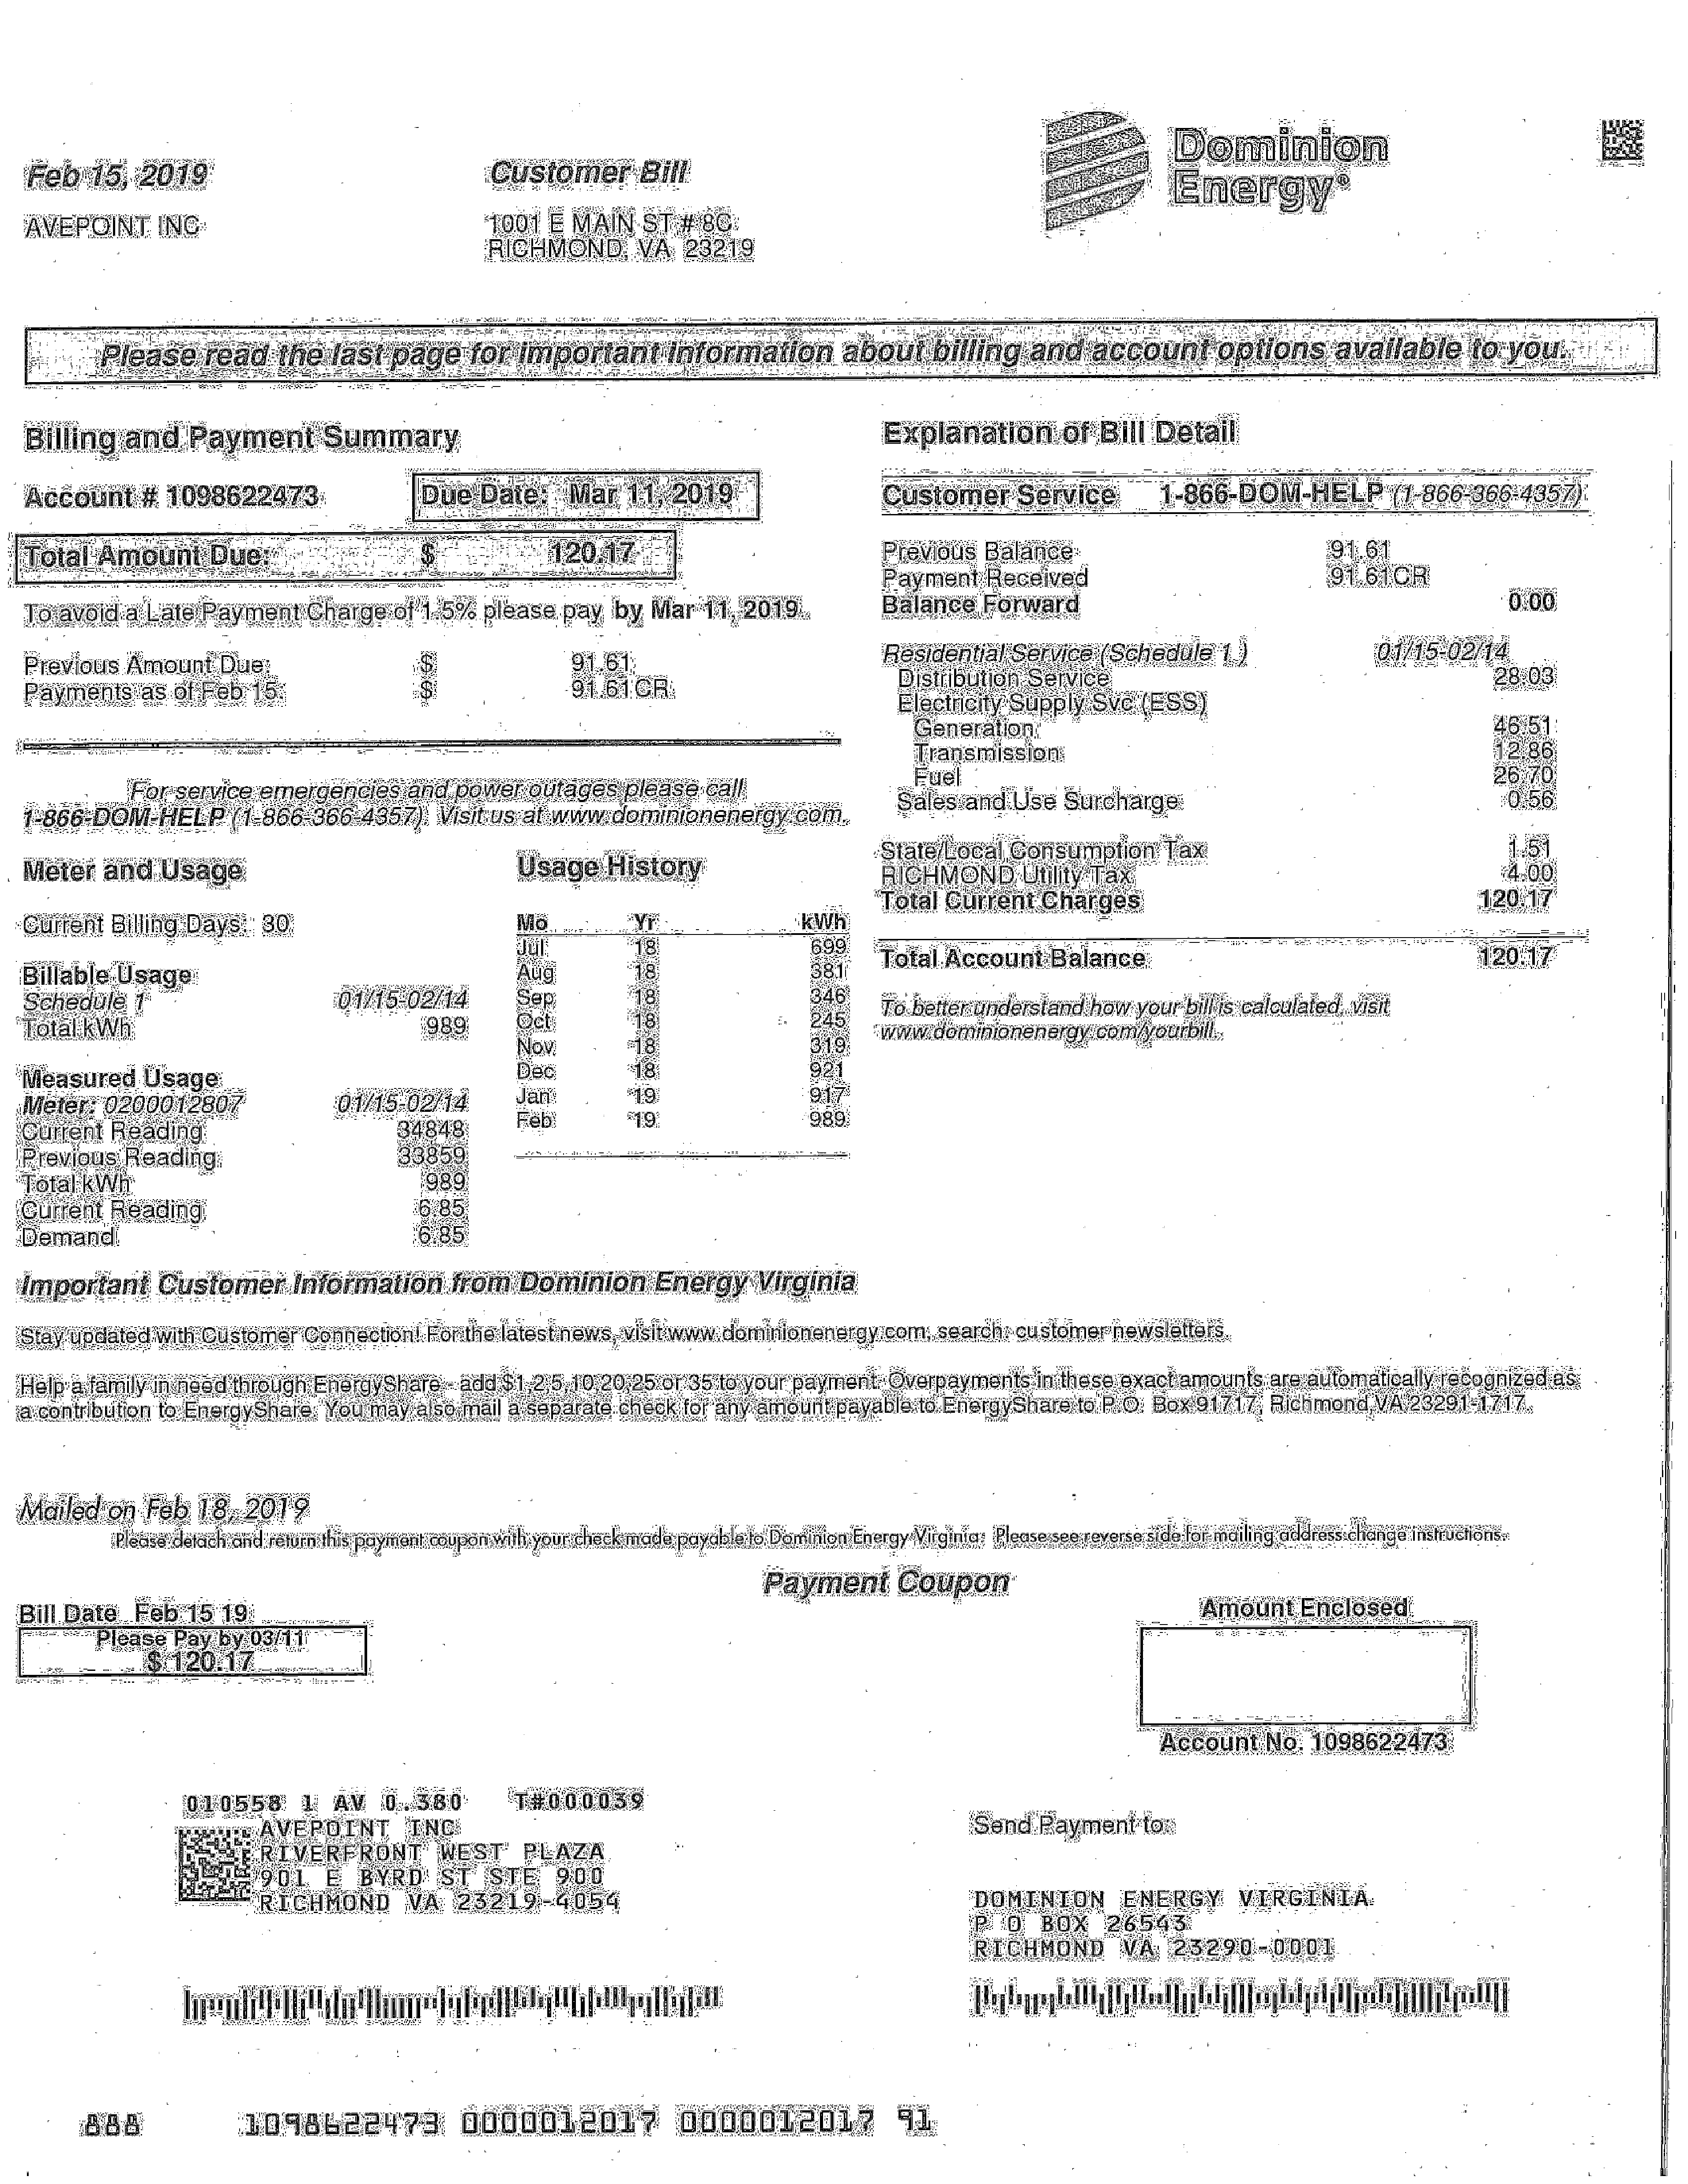 Dominion
Energy®
Feb 15, 2019
Customer Bill
AVEPOINT INC
1001 E MAIN ST # 8C
RICHMOND, VA 23219
Please read the last page for important information about billing and account options available to you.
Billing and Payment Summary
Account # 1098622473
Due Date: Mar 11, 2019
Total Amount Due: $ 120.17
To avoid a Late Payment Charge of 1.5% please pay by Mar 11, 2019.
Previous Amount Due: $ 91.61
Payments as of Feb 15: $ 91.61CR
For service emergencies and power outages please call
1-866-DOM-HELP (1-866-366-4357). Visit us at www.dominionenergy.com.
Meter and Usage
Current Billing Days: 30
Billable Usage
Schedule 1 01/15-02/14
Total kWh 989
Measured Usage
Meter: 0200012807 01/15-02/14
Current Reading 34848
Previous Reading 33859
Total kWh 989
Current Reading 6.85
Demand 6.85
Usage History
Mo Yr kWh
Jul 18 699
Aug 18 381
Sep 18 346
Oct 18 245
Nov 18 319
Dec 18 921
Jan 19 917
Feb 19 989
Explanation of Bill Detail
Customer Service 1-866-DOM-HELP (1-866-366-4357)
Previous Balance 91.61
Payment Received 91.61CR
Balance Forward 0.00
Residential Service (Schedule 1 ) 01/15-02/14
Distribution Service 28.03
Electricity Supply Svc (ESS)
Generation 46.51
Transmission 12.86
Fuel 26.70
Sales and Use Surcharge 0.56
State/Local Consumption Tax 1.51
RICHMOND Utility Tax 4.00
Total Current Charges 120.17
Total Account Balance 120.17
To better understand how your bill is calculated, visit
www.dominionenergy.com/yourbill.
Important Customer Information from Dominion Energy Virginia
Stay updated with Customer Connection! For the latest news, visit www.dominionenergy.com, search: customer newsletters.
Help a family in need through EnergyShare - add $1,2,5,10,20,25 or 35 to your payment. Overpayments in these exact amounts are automatically recognized as
a contribution to EnergyShare. You may also mail a separate check for any amount payable to EnergyShare to P.O. Box 91717, Richmond,VA 23291-1717.
Mailed on Feb 18, 2019
Please detach and return this payment coupon with your check made payable to Dominion Energy Virginia. Please see reverse side for mailing address change instructions.
Payment Coupon
Bill Date Feb 15 19
Please Pay by 03/11
$ 120.17
Amount Enclosed
Account No. 1098622473
010558 1 AV 0.380 T#000039
AVEPOINT INC
RIVERFRONT WEST PLAZA
901 E BYRD ST STE 900
RICHMOND VA 23219-4054
Send Payment to:
DOMINION ENERGY VIRGINIA
P O BOX 26543
RICHMOND VA 23290-0001
888 1098622473 0000012017 0000012017 91